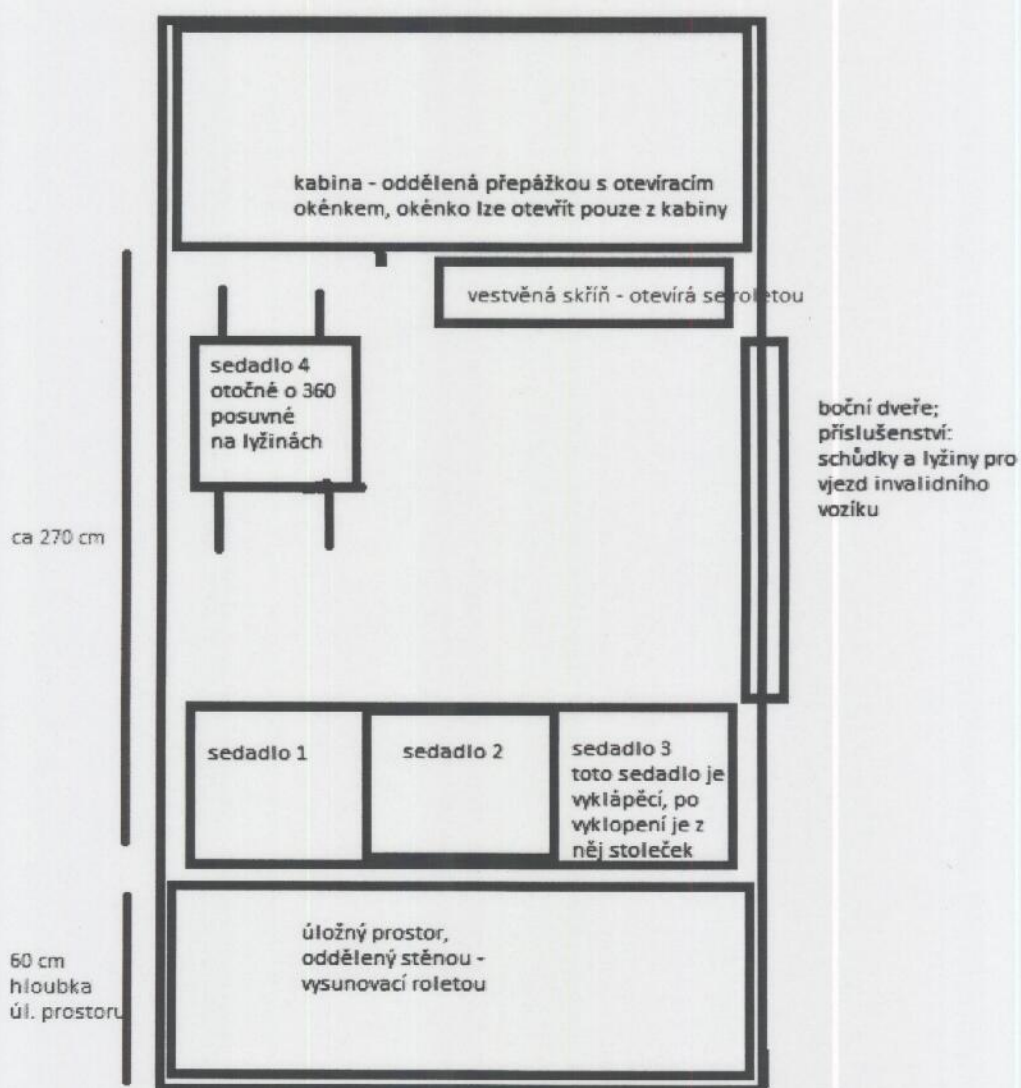 kabina - oddělená přepážkou s otevíracím
okénkem, okénko lze otevřít pouze z kabiny
vestvěná skříň - otevírá se roletou
sedadlo 4
otočné o 360
posuvné
na lyžinách
boční dveře;
příslušenství:
schůdky a lyžiny pro
vjezd invalidního
vozíku
ca 270 cm
sedadlo 1
sedadlo 2
sedadlo 3
toto sedadlo je
vyklápěcí, po
vyklopení je z
něj stoleček
úložný prostor,
oddělený stěnou -
vysunovací roletou
60 cm
hloubka
úl. prostoru